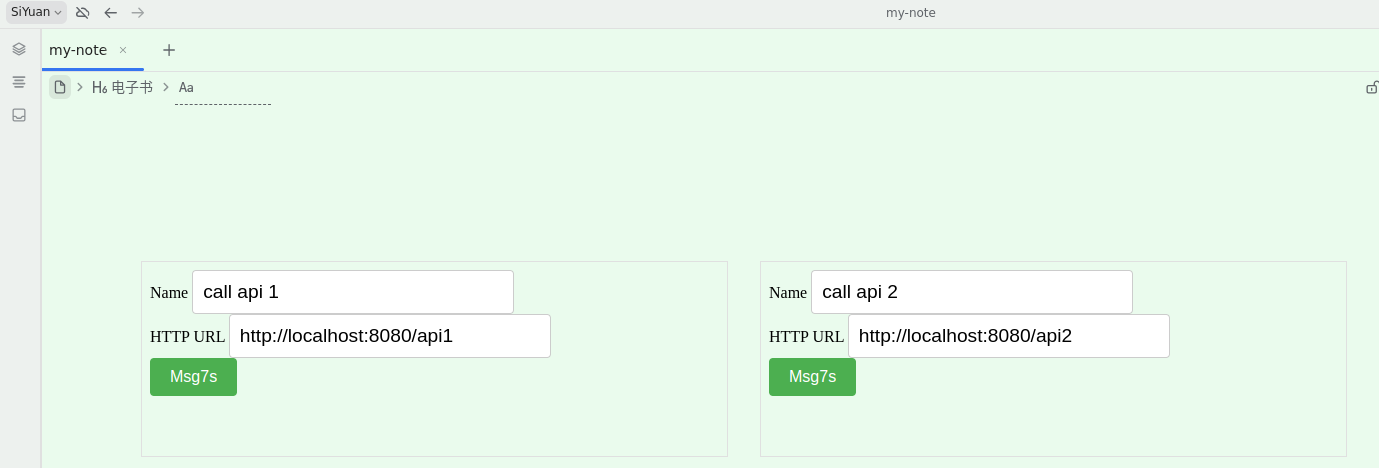 SiYuan
my-note
my-note
H₆ 电子书
Aa
Name call api 1
HTTP URL http://localhost:8080/api1
Msg7s
Name call api 2
HTTP URL http://localhost:8080/api2
Msg7s